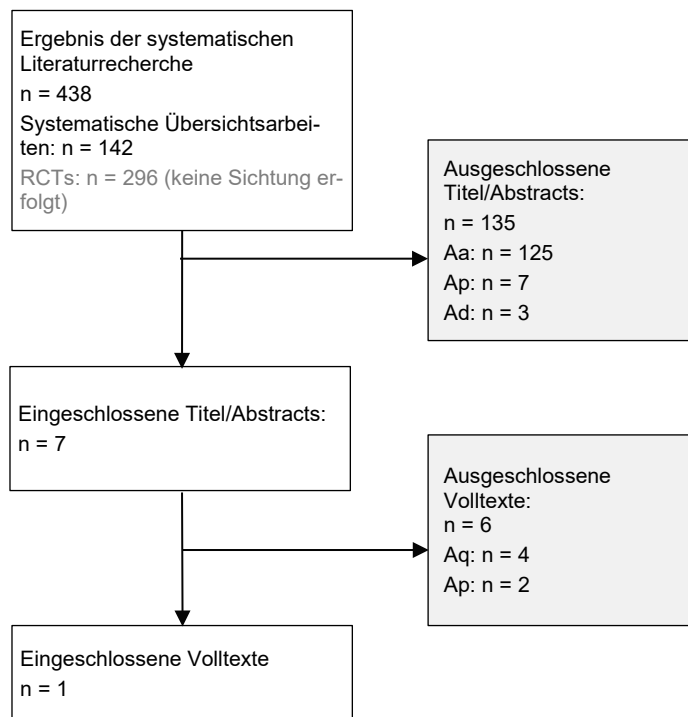 Ergebnis der systematischen
Literaturrecherche
n = 438
Systematische Übersichtsarbei-
ten: n = 142
RCTs: n = 296 (keine Sichtung er-
folgt)
Ausgeschlossene
Titel/Abstracts:
n = 135
Aa: n = 125
Ap: n = 7
Ad: n = 3
Eingeschlossene Titel/Abstracts:
n = 7
Ausgeschlossene
Volltexte:
n = 6
Aq: n = 4
Ap: n = 2
Eingeschlossene Volltexte
n = 1